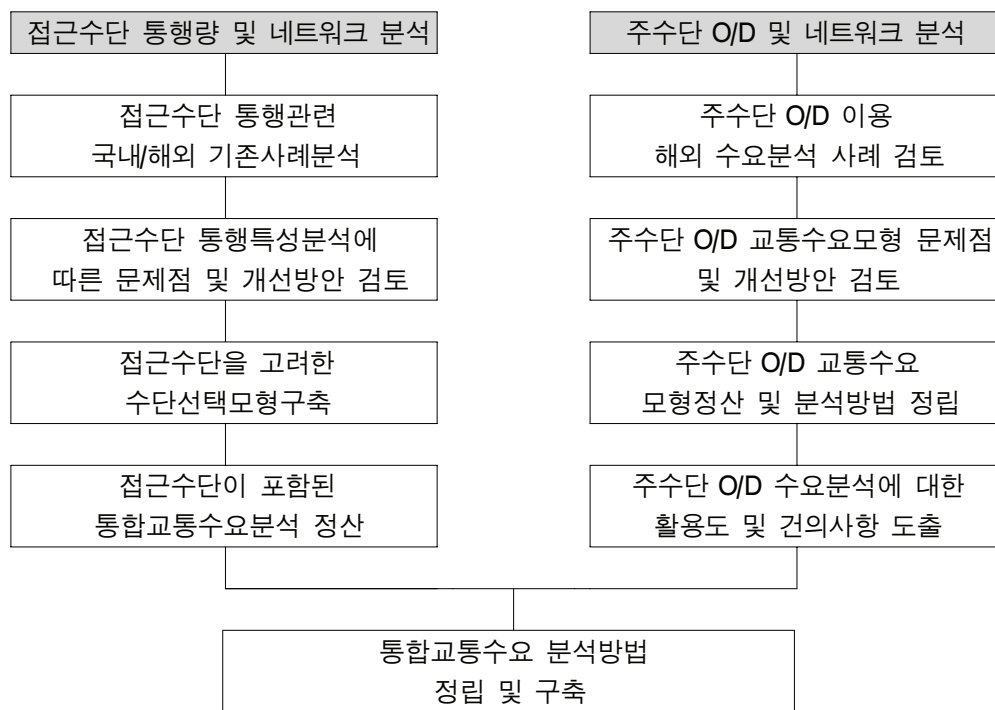 접근수단 통행량 및 네트워크 분석
접근수단 통행관련
국내/해외 기존사례분석
접근수단 통행특성분석에
따른 문제점 및 개선방안 검토
접근수단을 고려한
수단선택모형구축
접근수단이 포함된
통합교통수요분석 정산
주수단 O/D 및 네트워크 분석
주수단 O/D 이용
해외 수요분석 사례 검토
주수단 O/D 교통수요모형 문제점
및 개선방안 검토
주수단 O/D 교통수요
모형정산 및 분석방법 정립
주수단 O/D 수요분석에 대한
활용도 및 건의사항 도출
통합교통수요 분석방법
정립 및 구축